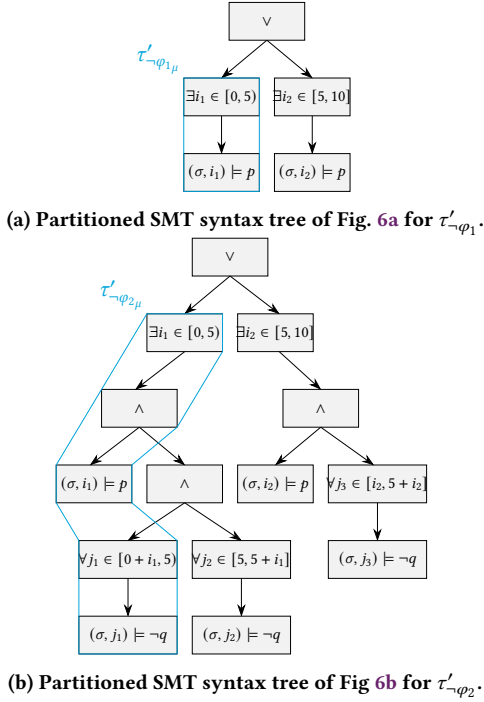 ∨
τ′¬φ₁μ
∃i₁ ∈ [0, 5) ∃i₂ ∈ [5, 10]
(σ, i₁) ⊨ p (σ, i₂) ⊨ p
(a) Partitioned SMT syntax tree of Fig. 6a for τ′¬φ₁.
∨
τ′¬φ₂μ
∃i₁ ∈ [0, 5) ∃i₂ ∈ [5, 10]
∧ ∧
(σ, i₁) ⊨ p ∧ (σ, i₂) ⊨ p ∀j₃ ∈ [i₂, 5 + i₂]
∀j₁ ∈ [0 + i₁, 5) ∀j₂ ∈ [5, 5 + i₁] (σ, j₃) ⊨ ¬q
(σ, j₁) ⊨ ¬q (σ, j₂) ⊨ ¬q
(b) Partitioned SMT syntax tree of Fig 6b for τ′¬φ₂.